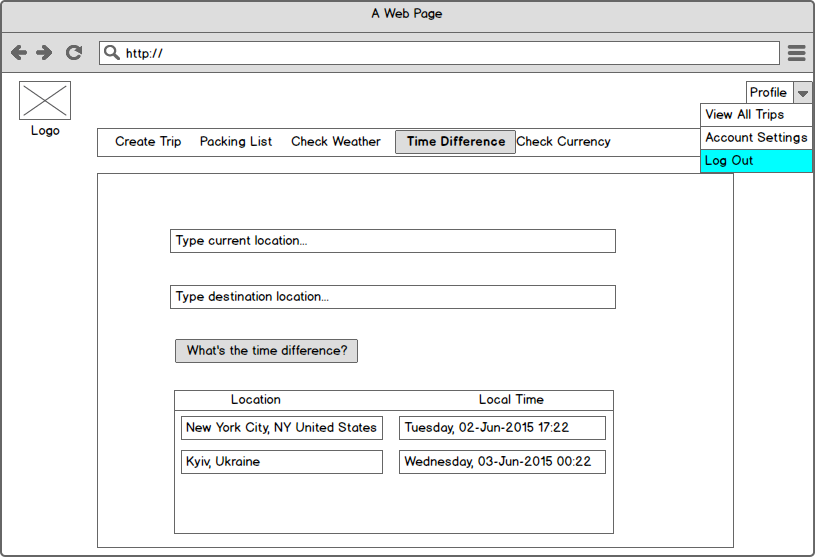 A Web Page
http://
Logo
Profile
View All Trips
Account Settings
Log Out
Create Trip Packing List Check Weather Time Difference Check Currency
Type current location...
Type destination location...
What's the time difference?
Location Local Time
New York City, NY United States Tuesday, 02-Jun-2015 17:22
Kyiv, Ukraine Wednesday, 03-Jun-2015 00:22